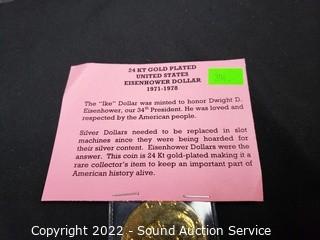 24 KT GOLD PLATED
UNITED STATES
EISENHOWER DOLLAR
1971-1978
The "Ike" Dollar was minted to honor Dwight D.
Eisenhower, our 34th President. He was loved and
respected by the American people.
Silver Dollars needed to be replaced in slot
machines since they were being hoarded for
their silver content. Eisenhower Dollars were the
answer. This coin is 24 Kt gold-plated making it a
rare collector's item to keep an important part of
American history alive.
Copyright 2022 - Sound Auction Service